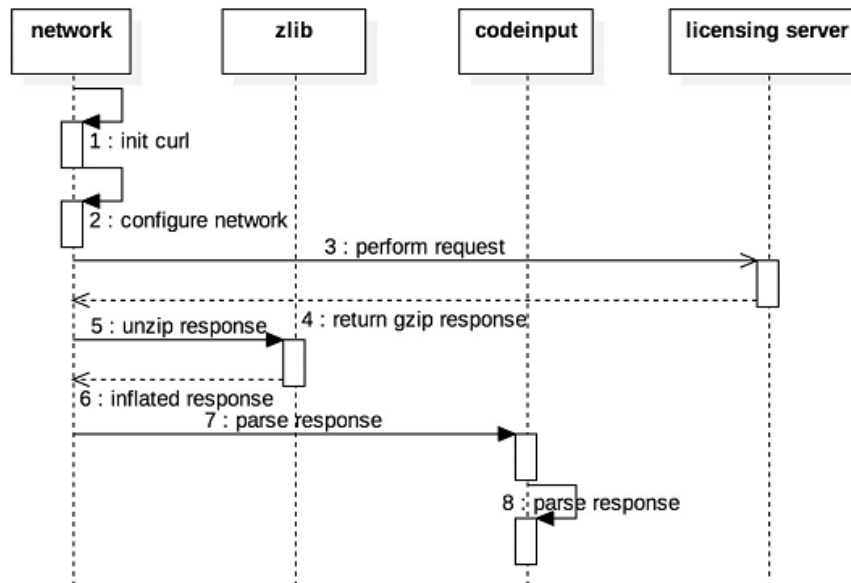 network
zlib
codeinput
licensing server
1 : init curl
2 : configure network
3 : perform request
4 : return gzip response
5 : unzip response
6 : inflated response
7 : parse response
8 : parse response